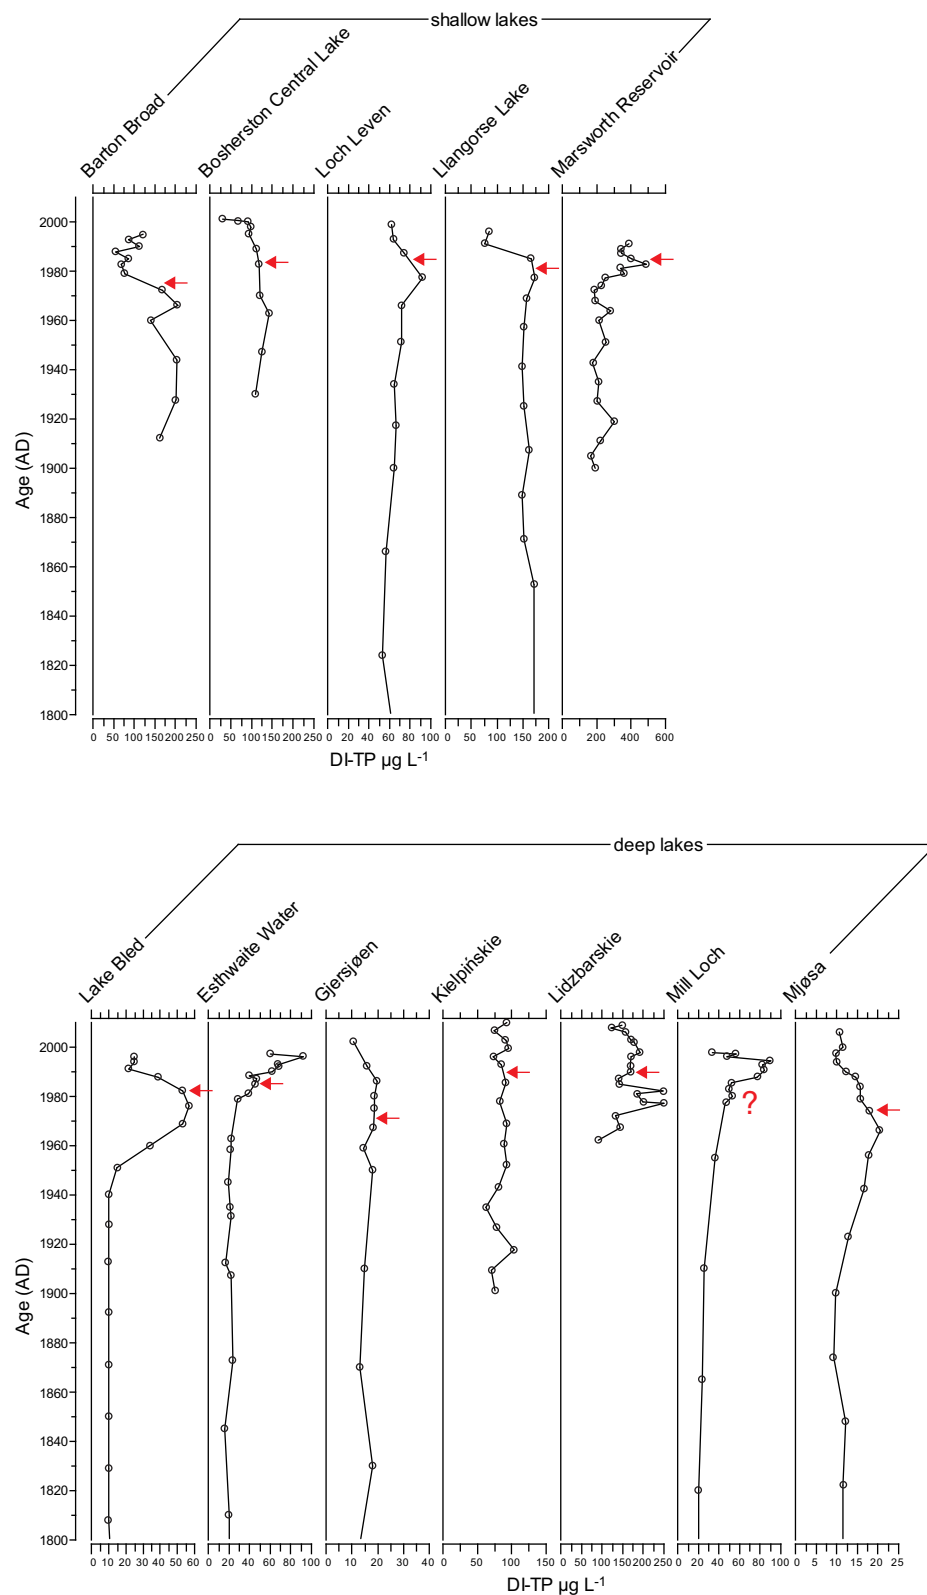 shallow lakes
Barton Broad
Bosherston Central Lake
Loch Leven
Llangorse Lake
Marsworth Reservoir
2000
1980
1960
1940
1920
1900
1880
1860
1840
1820
1800
Age (AD)
0 50 100 150 200 250
0 50 100 150 200 250
0 20 40 60 80 100
0 50 100 150 200
0 200 400 600
DI-TP µg L-1
deep lakes
Lake Bled
Esthwaite Water
Gjersjøen
Kielpińskie
Lidzbarskie
Mill Loch
Mjøsa
2000
1980
1960
1940
1920
1900
1880
1860
1840
1820
1800
Age (AD)
?
0 10 20 30 40 50 60
0 20 40 60 80 100
0 10 20 30 40
0 50 100 150
0 50 100 150 200 250
0 20 40 60 80 100
0 5 10 15 20 25
DI-TP µg L-1